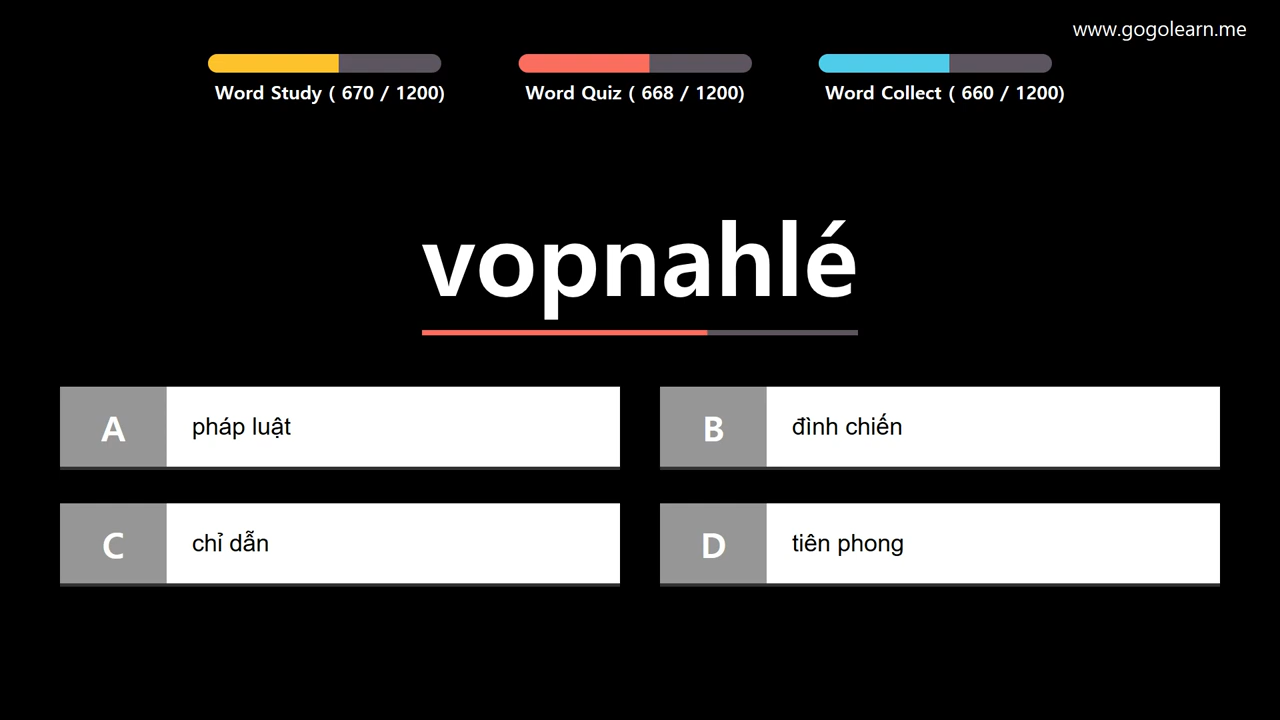 www.gogolearn.me
Word Study ( 670 / 1200)
Word Quiz ( 668 / 1200)
Word Collect ( 660 / 1200)
vopnahlé
A
pháp luật
B
đình chiến
C
chỉ dẫn
D
tiên phong